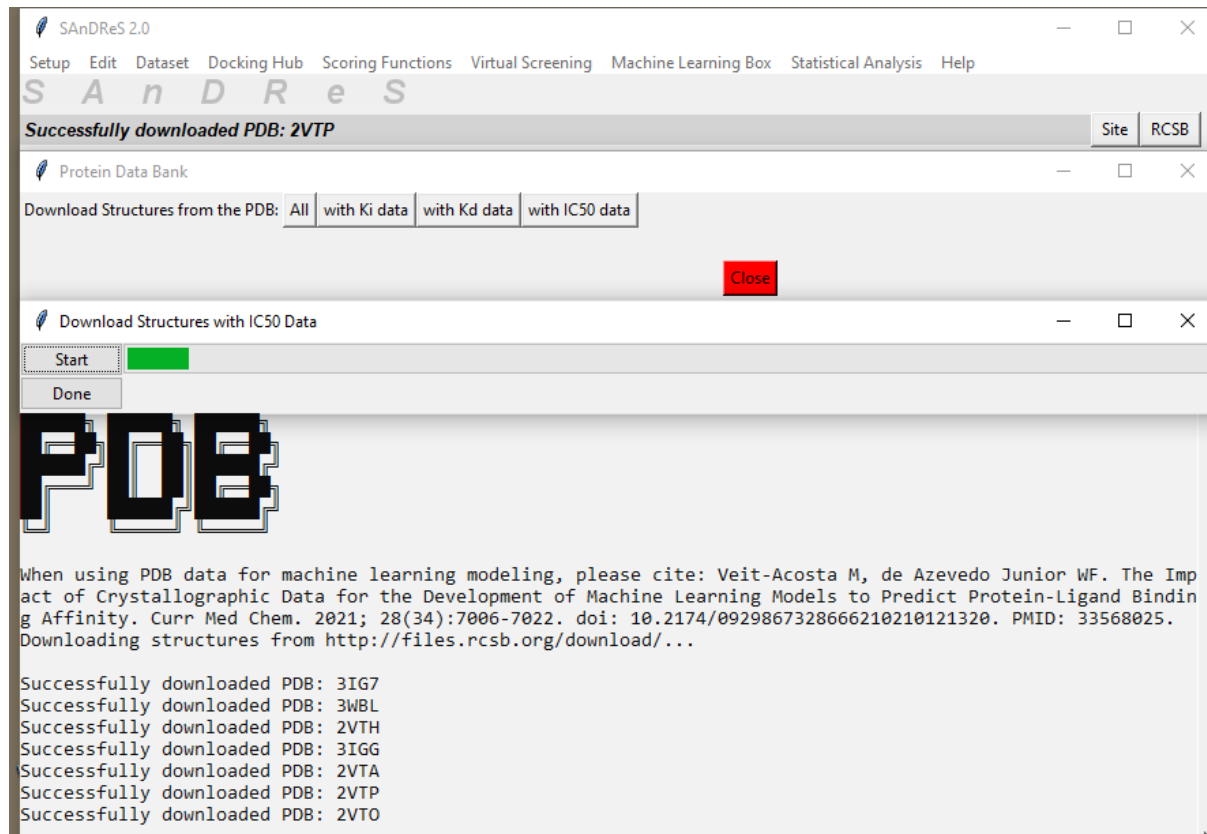 SAnDReS 2.0
Setup Edit Dataset Docking Hub Scoring Functions Virtual Screening Machine Learning Box Statistical Analysis Help
S A n D R e S
Successfully downloaded PDB: 2VTP Site RCSB
Protein Data Bank
Download Structures from the PDB: All with Ki data with Kd data with IC50 data
Close
Download Structures with IC50 Data
Start
Done
PDB
When using PDB data for machine learning modeling, please cite: Veit-Acosta M, de Azevedo Junior WF. The Imp
act of Crystallographic Data for the Development of Machine Learning Models to Predict Protein-Ligand Bindin
g Affinity. Curr Med Chem. 2021; 28(34):7006-7022. doi: 10.2174/0929867328666210210121320. PMID: 33568025.
Downloading structures from http://files.rcsb.org/download/...
Successfully downloaded PDB: 3IG7
Successfully downloaded PDB: 3WBL
Successfully downloaded PDB: 2VTH
Successfully downloaded PDB: 3IGG
Successfully downloaded PDB: 2VTA
Successfully downloaded PDB: 2VTP
Successfully downloaded PDB: 2VTO